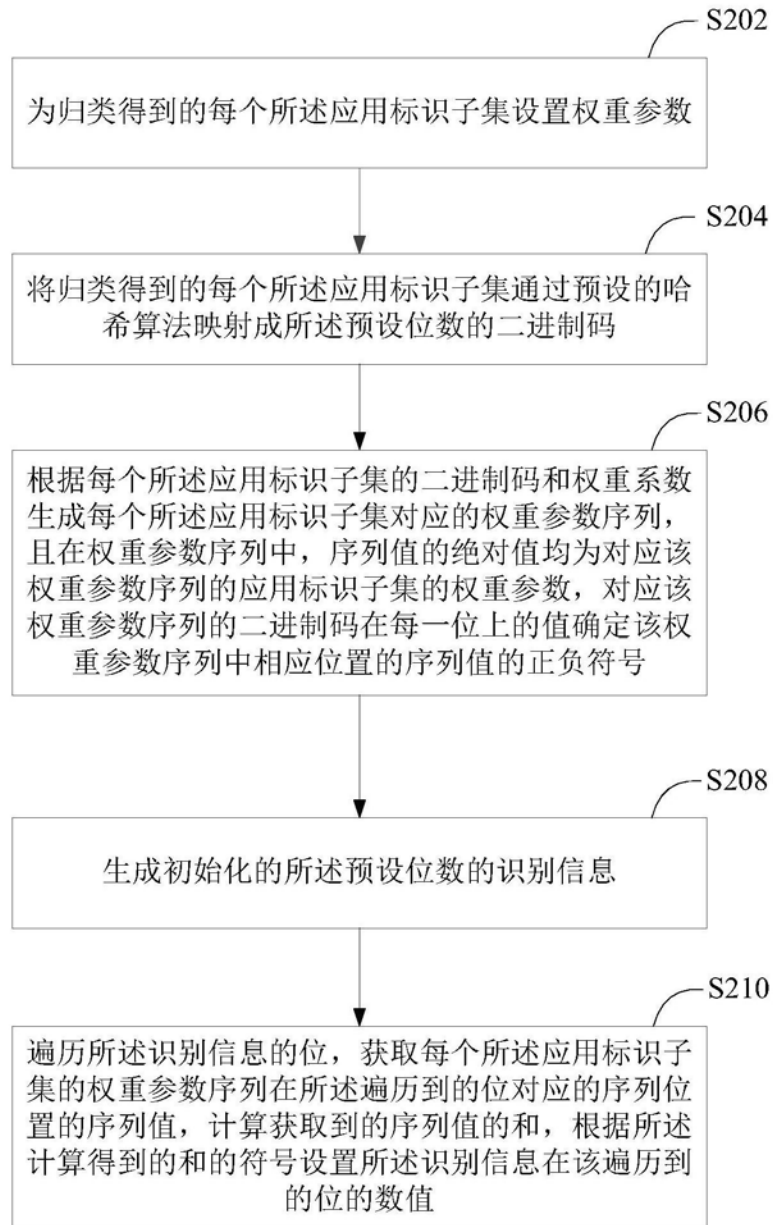 S202
为归类得到的每个所述应用标识子集设置权重参数
S204
将归类得到的每个所述应用标识子集通过预设的哈
希算法映射成所述预设位数的二进制码
S206
根据每个所述应用标识子集的二进制码和权重系数
生成每个所述应用标识子集对应的权重参数序列，
且在权重参数序列中，序列值的绝对值均为对应该
权重参数序列的应用标识子集的权重参数，对应该
权重参数序列的二进制码在每一位上的值确定该权
重参数序列中相应位置的序列值的正负符号
S208
生成初始化的所述预设位数的识别信息
S210
遍历所述识别信息的位，获取每个所述应用标识子
集的权重参数序列在所述遍历到的位对应的序列位
置的序列值，计算获取到的序列值的和，根据所述
计算得到的和的符号设置所述识别信息在该遍历到
的位的数值